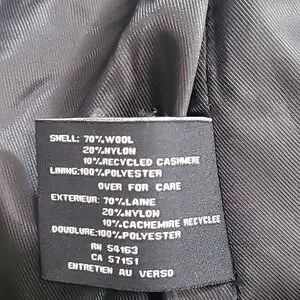 SHELL: 70%WOOL
20%NYLON
10%RECYCLED CASHMERE
LINING:100%POLYESTER
OVER FOR CARE
EXTERIEUR: 70%LAINE
20%NYLON
10%CACHEMIRE RECYCLEE
DOUBLURE:100%POLYESTER
RN 54163
CA 57151
ENTRETIEN AU VERSO